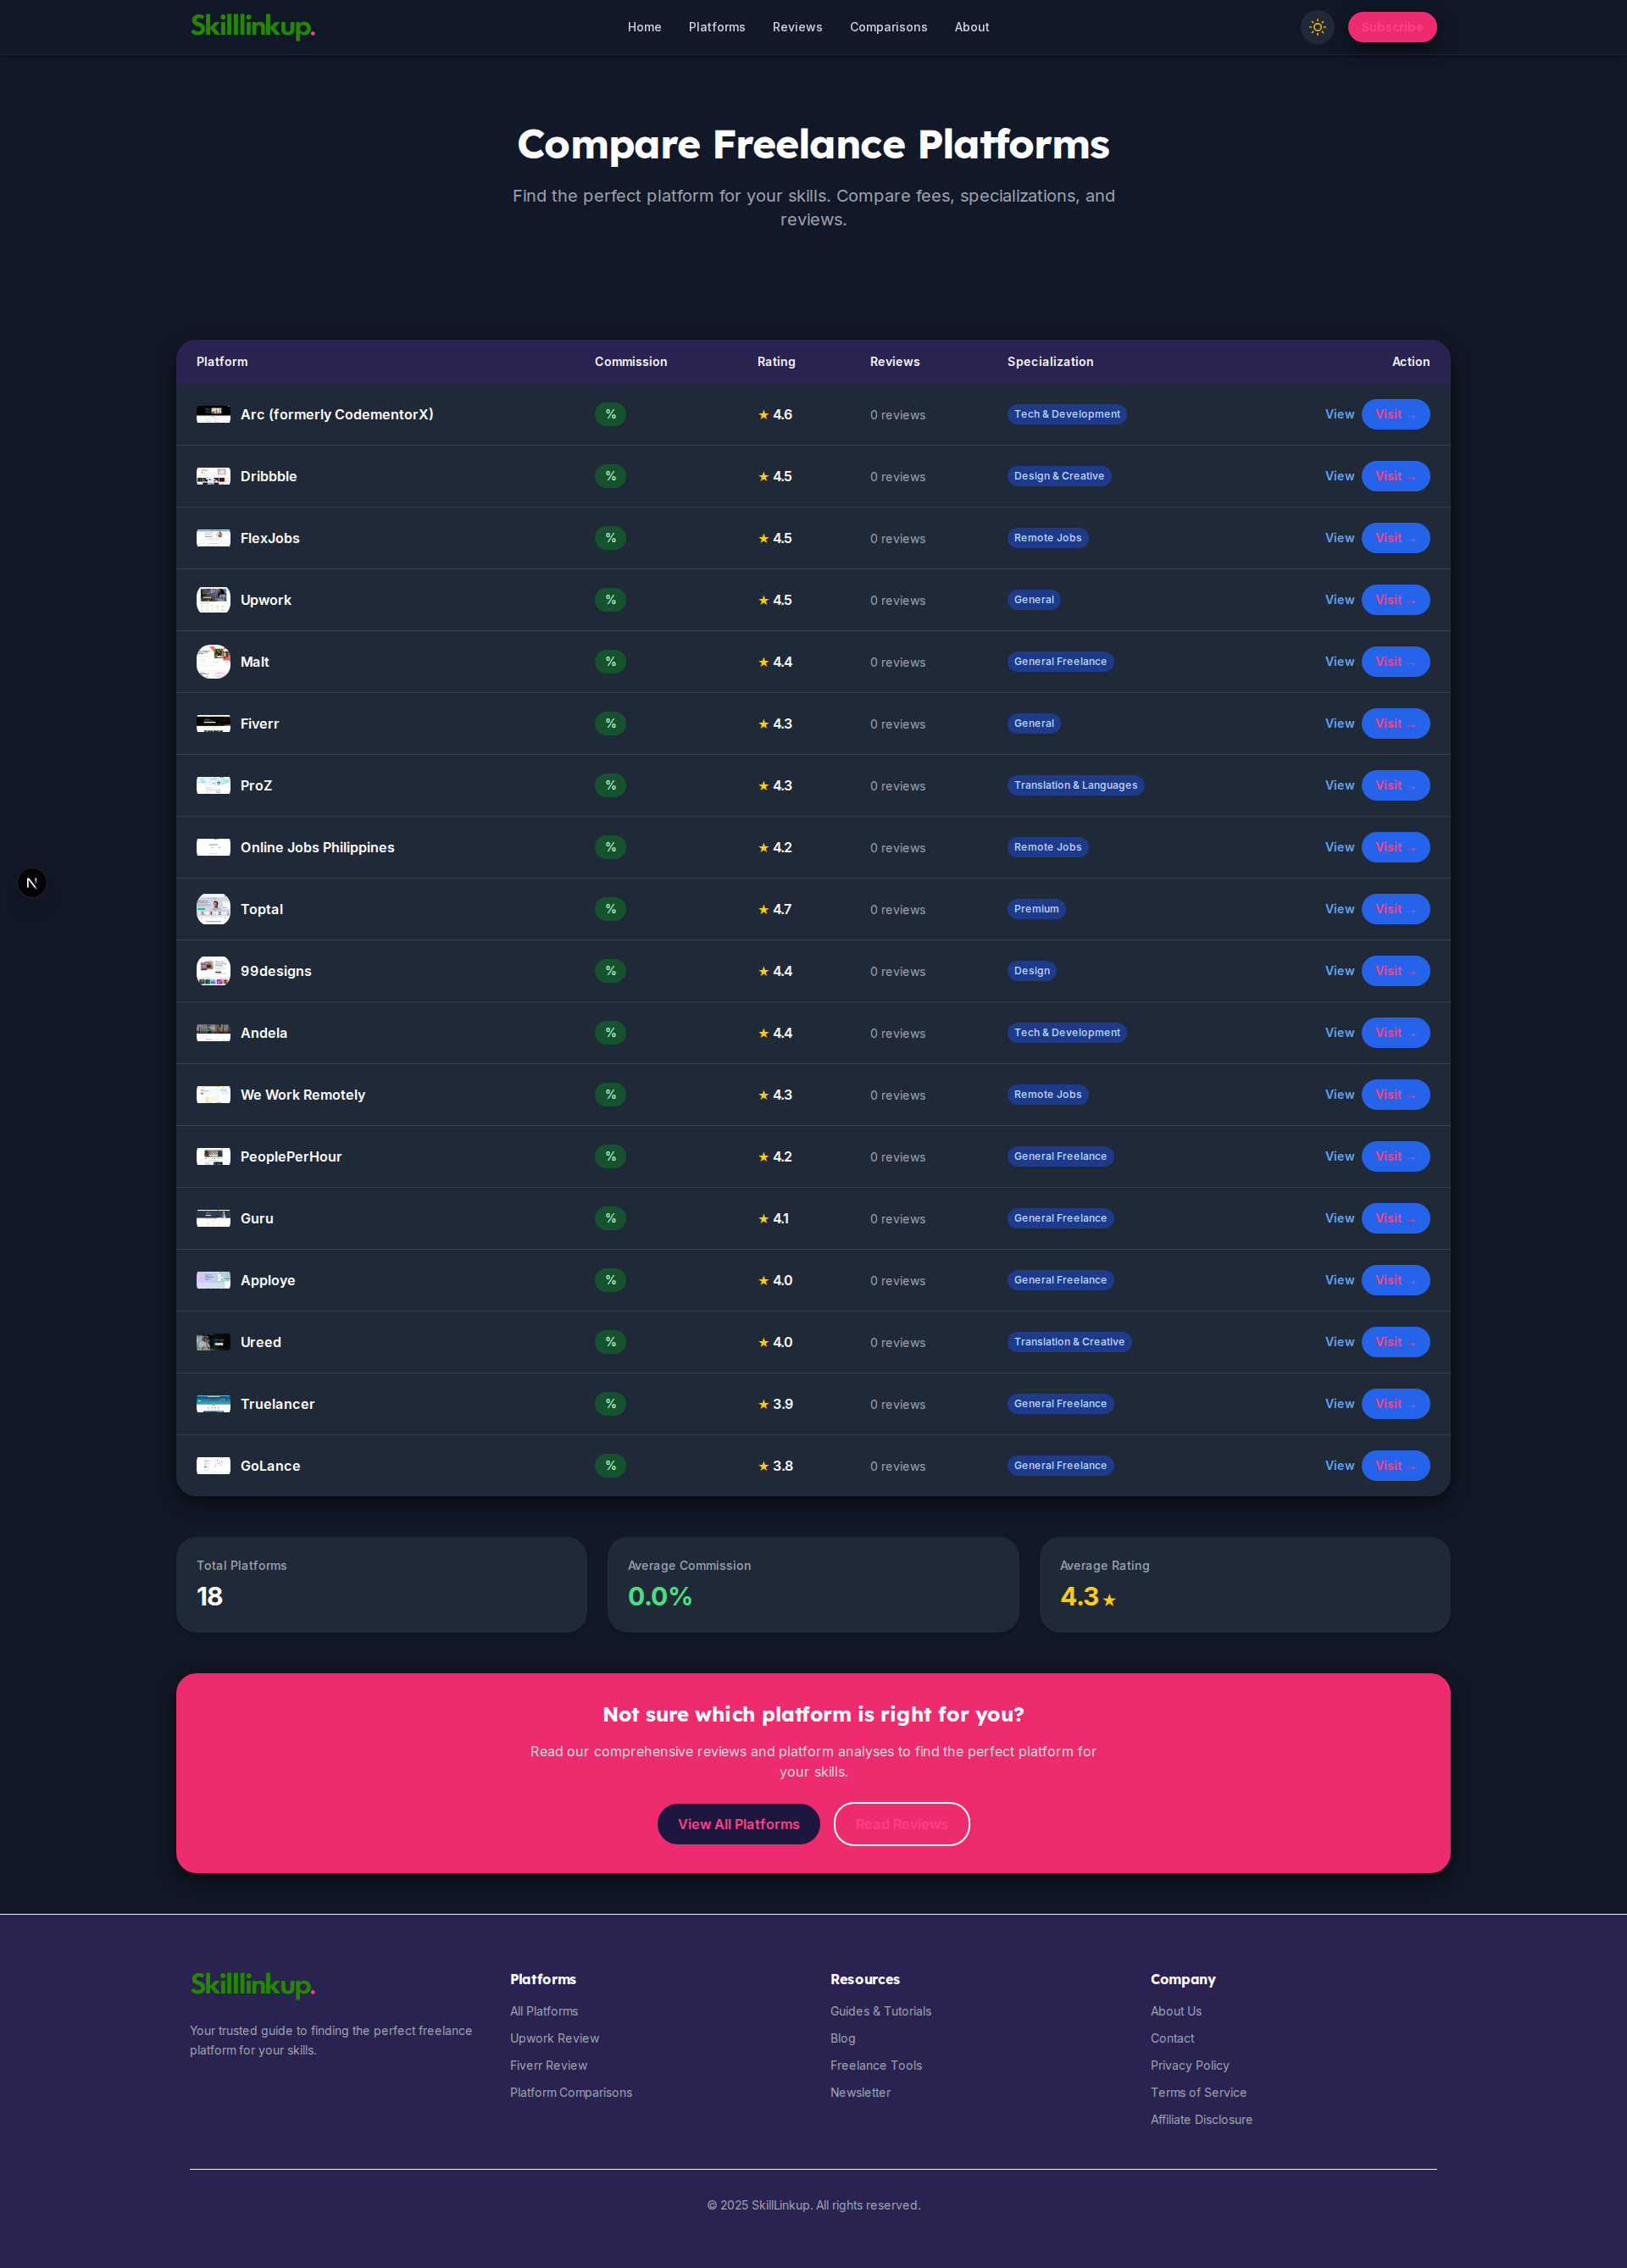 Skilllinkup.
Home
Platforms
Reviews
Comparisons
About
Subscribe
Compare Freelance Platforms
Find the perfect platform for your skills. Compare fees, specializations, and
reviews.
Platform Commission Rating Reviews Specialization Action
Arc (formerly CodementorX) % ★ 4.6 0 reviews Tech & Development View Visit →
Dribbble % ★ 4.5 0 reviews Design & Creative View Visit →
FlexJobs % ★ 4.5 0 reviews Remote Jobs View Visit →
Upwork % ★ 4.5 0 reviews General View Visit →
Malt % ★ 4.4 0 reviews General Freelance View Visit →
Fiverr % ★ 4.3 0 reviews General View Visit →
ProZ % ★ 4.3 0 reviews Translation & Languages View Visit →
Online Jobs Philippines % ★ 4.2 0 reviews Remote Jobs View Visit →
Toptal % ★ 4.7 0 reviews Premium View Visit →
99designs % ★ 4.4 0 reviews Design View Visit →
Andela % ★ 4.4 0 reviews Tech & Development View Visit →
We Work Remotely % ★ 4.3 0 reviews Remote Jobs View Visit →
PeoplePerHour % ★ 4.2 0 reviews General Freelance View Visit →
Guru % ★ 4.1 0 reviews General Freelance View Visit →
Apploye % ★ 4.0 0 reviews General Freelance View Visit →
Ureed % ★ 4.0 0 reviews Translation & Creative View Visit →
Truelancer % ★ 3.9 0 reviews General Freelance View Visit →
GoLance % ★ 3.8 0 reviews General Freelance View Visit →
Total Platforms
18
Average Commission
0.0%
Average Rating
4.3 ★
Not sure which platform is right for you?
Read our comprehensive reviews and platform analyses to find the perfect platform for
your skills.
View All Platforms
Read Reviews
Skilllinkup.
Your trusted guide to finding the perfect freelance
platform for your skills.
Platforms
All Platforms
Upwork Review
Fiverr Review
Platform Comparisons
Resources
Guides & Tutorials
Blog
Freelance Tools
Newsletter
Company
About Us
Contact
Privacy Policy
Terms of Service
Affiliate Disclosure
© 2025 SkillLinkup. All rights reserved.